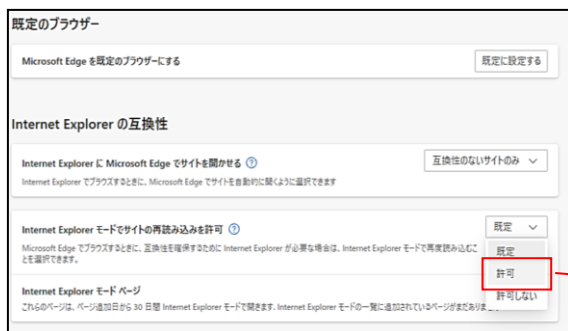 既定のブラウザー
Microsoft Edge を既定のブラウザーにする
既定に設定する
Internet Explorer の互換性
Internet Explorer に Microsoft Edge でサイトを開かせる ?
互換性のないサイトのみ
Internet Explorer でブラウズするときに、Microsoft Edge でサイトを自動的に開くように選択できます
Internet Explorer モードでサイトの再読み込みを許可 ?
既定
Microsoft Edge でブラウズするときに、互換性を確保するために Internet Explorer が必要な場合は、Internet Explorer モードで再度読み込むこ
とを選択できます。
既定
許可
許可しない
Internet Explorer モード ページ
これらのページは、ページ追加日から 30 日間 Internet Explorer モードで開きます. Internet Explorer モードの一覧に追加されているページがまだありま